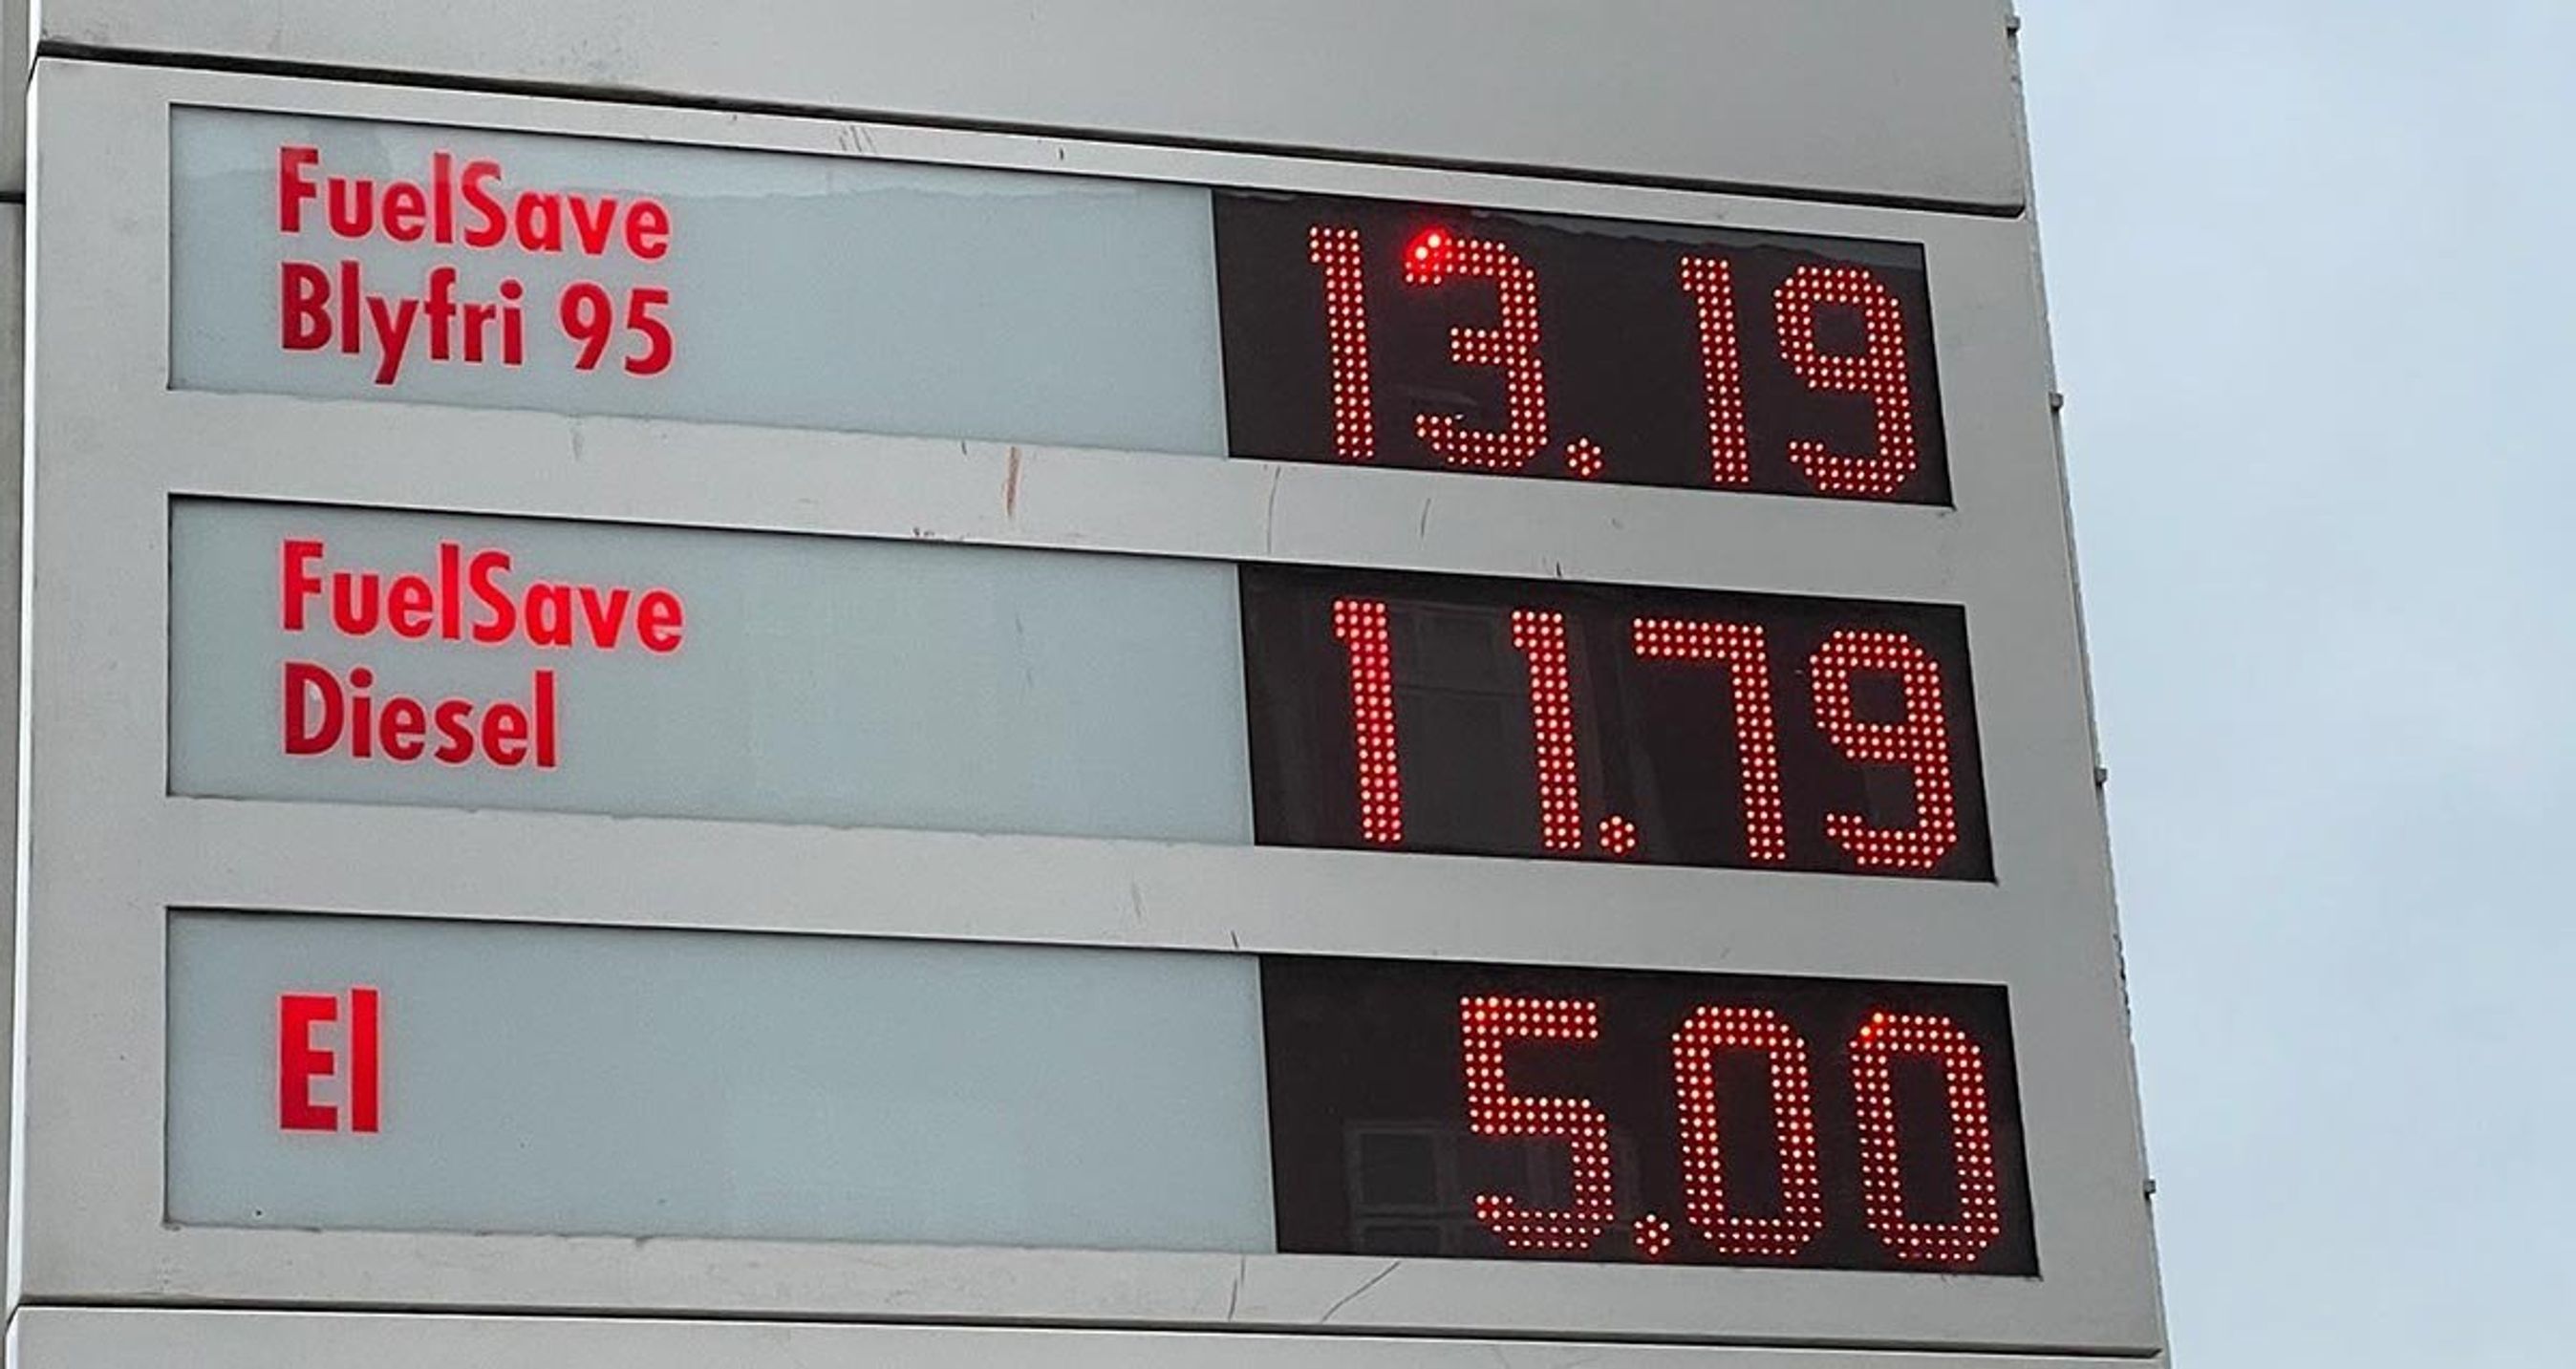 FuelSave
Blyfri 95
13.19
FuelSave
Diesel
11.79
El
5.00